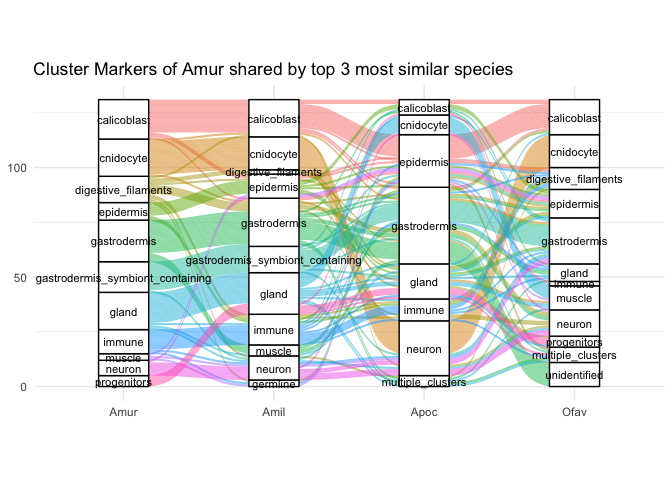 Cluster Markers of Amur shared by top 3 most similar species
100
50
0
calicoblast
cnidocyte
digestive_filaments
epidermis
gastrodermis
gastrodermis_symbiont_containing
gland
immune
muscle
neuron
progenitors
calicoblast
cnidocyte
digestive_filaments
epidermis
gastrodermis
gastrodermis_symbiont_containing
gland
immune
muscle
neuron
germline
calicoblast
cnidocyte
epidermis
gastrodermis
gland
immune
neuron
multiple_clusters
calicoblast
cnidocyte
digestive_filaments
epidermis
gastrodermis
gland
immune
muscle
neuron
progenitors
multiple_clusters
unidentified
Amur
Amil
Apoc
Ofav